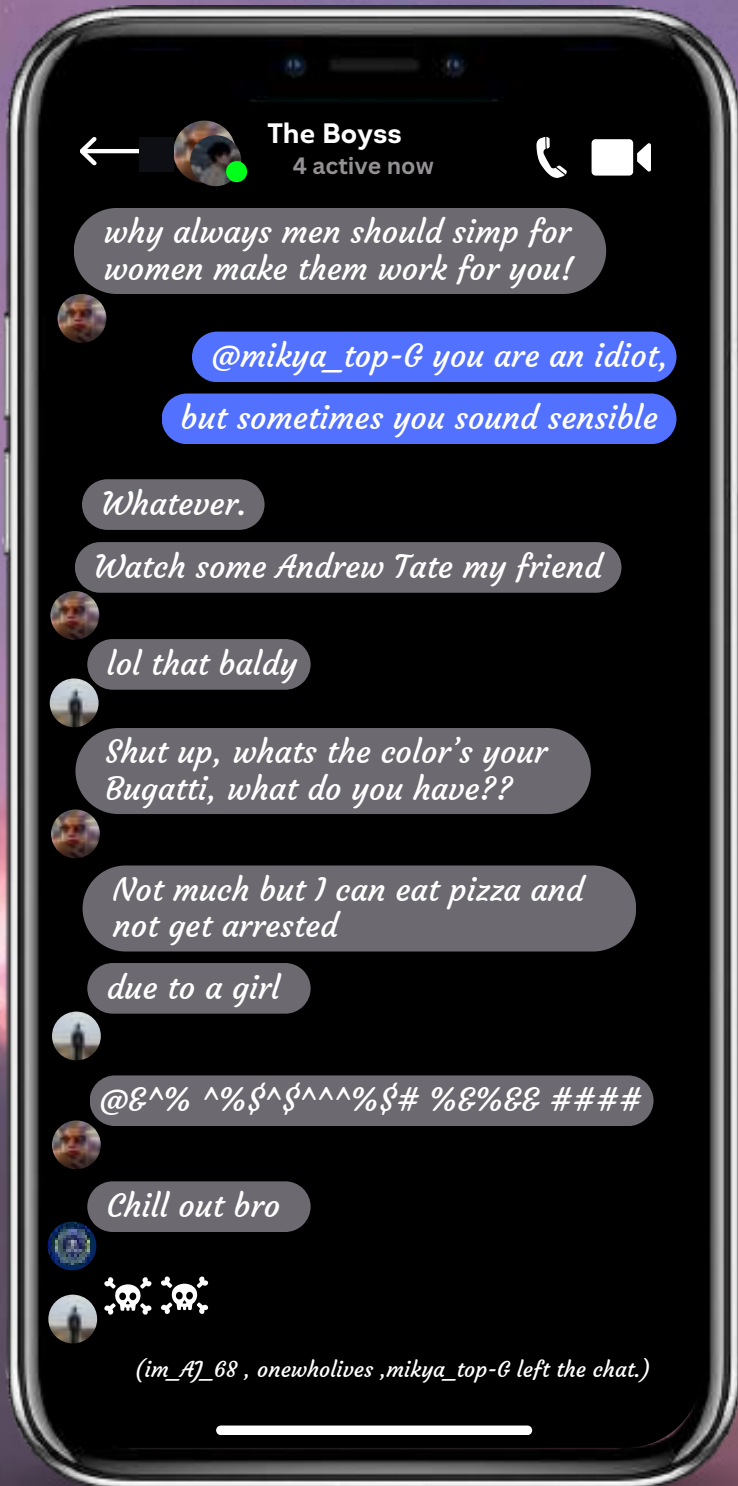 The Boyss
4 active now
why always men should simp for
women make them work for you!
@mikya_top-G you are an idiot,
but sometimes you sound sensible
Whatever.
Watch some Andrew Tate my friend
lol that baldy
Shut up, whats the color's your
Bugatti, what do you have??
Not much but I can eat pizza and
not get arrested
due to a girl
@&^% ^%$^$^^^%$# %&%&& ####
Chill out bro
(im_AJ_68 , onewholives ,mikya_top-G left the chat.)